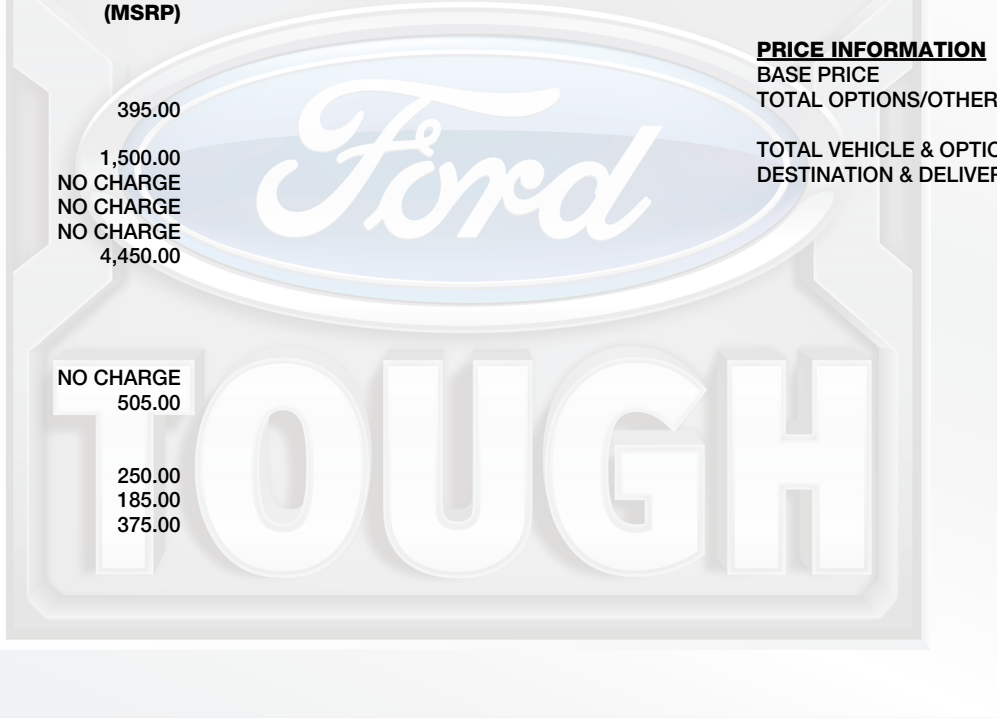 (MSRP)
395.00
1,500.00
NO CHARGE
NO CHARGE
NO CHARGE
4,450.00
NO CHARGE
505.00
250.00
185.00
375.00
PRICE INFORMATION
BASE PRICE
TOTAL OPTIONS/OTHER
TOTAL VEHICLE & OPTIO
DESTINATION & DELIVER
Ford
TOUGH